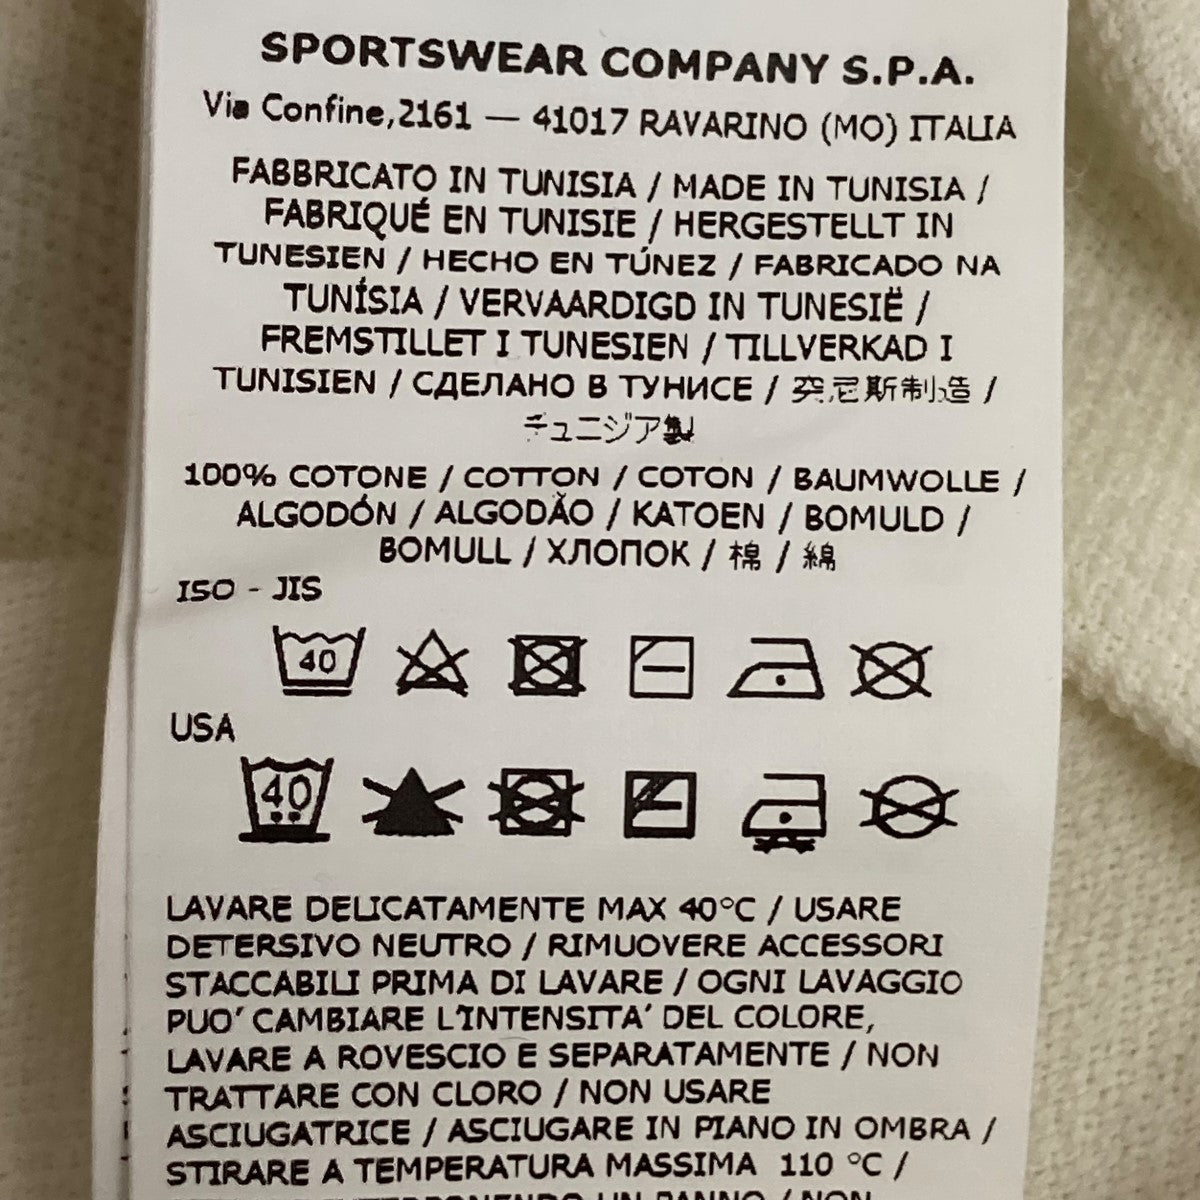 SPORTSWEAR COMPANY S.P.A.
Via Confine,2161 — 41017 RAVARINO (MO) ITALIA
FABBRICATO IN TUNISIA / MADE IN TUNISIA /
FABRIQUÉ EN TUNISIE / HERGESTELLT IN
TUNESIEN / HECHO EN TÚNEZ / FABRICADO NA
TUNÍSIA / VERVAARDIGD IN TUNESIË /
FREMSTILLET I TUNESIEN / TILLVERKAD I
TUNISIEN / СДЕЛАНО В ТУНИСЕ / 突尼斯制造 /
チュニジア製
100% COTONE / COTTON / COTON / BAUMWOLLE /
ALGODÓN / ALGODÃO / KATOEN / BOMULD /
BOMULL / ХЛОПОК / 棉 / 綿
ISO - JIS
40
USA
40
LAVARE DELICATAMENTE MAX 40°C / USARE
DETERSIVO NEUTRO / RIMUOVERE ACCESSORI
STACCABILI PRIMA DI LAVARE / OGNI LAVAGGIO
PUO' CAMBIARE L'INTENSITA' DEL COLORE,
LAVARE A ROVESCIO E SEPARATAMENTE / NON
TRATTARE CON CLORO / NON USARE
ASCIUGATRICE / ASCIUGARE IN PIANO IN OMBRA /
STIRARE A TEMPERATURA MASSIMA 110 °C /
UN PANNO / NON